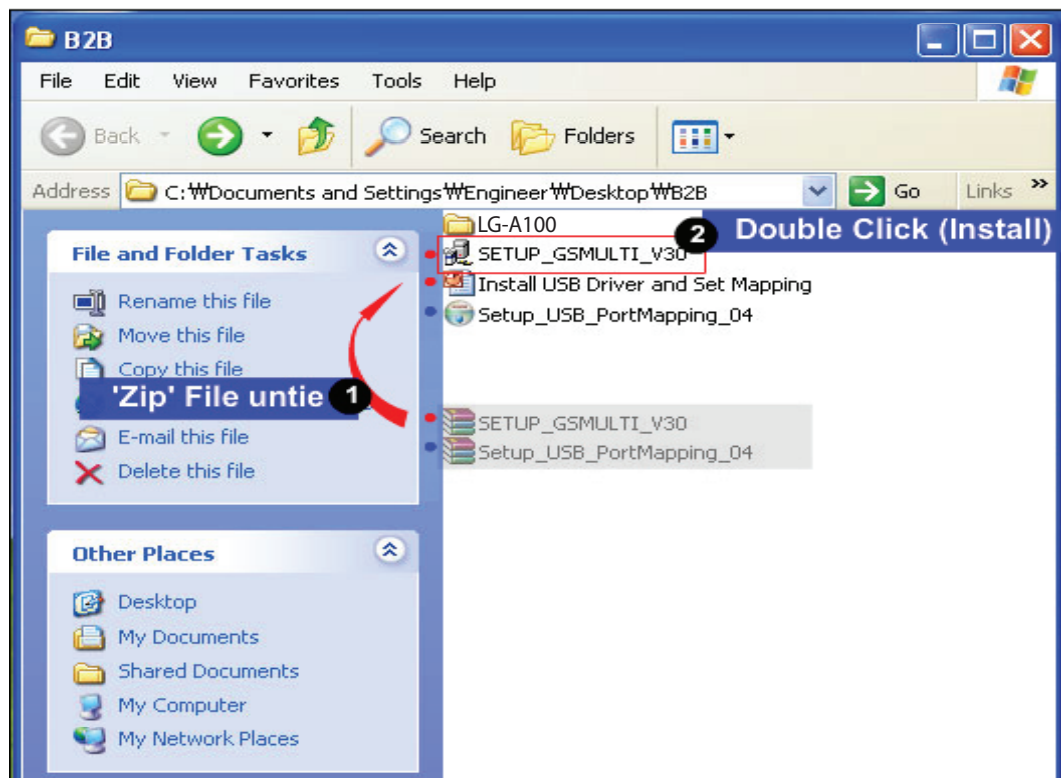 B2B
File Edit View Favorites Tools Help
Back Search Folders
Address C:₩Documents and Settings₩Engineer₩Desktop₩B2B Go Links »
File and Folder Tasks
Rename this file
Move this file
Copy this file
'Zip' File untie 1
E-mail this file
Delete this file
Other Places
Desktop
My Documents
Shared Documents
My Computer
My Network Places
LG-A100
2 Double Click (Install)
SETUP_GSMULTI_V30
Install USB Driver and Set Mapping
Setup_USB_PortMapping_04
SETUP_GSMULTI_V30
Setup_USB_PortMapping_04